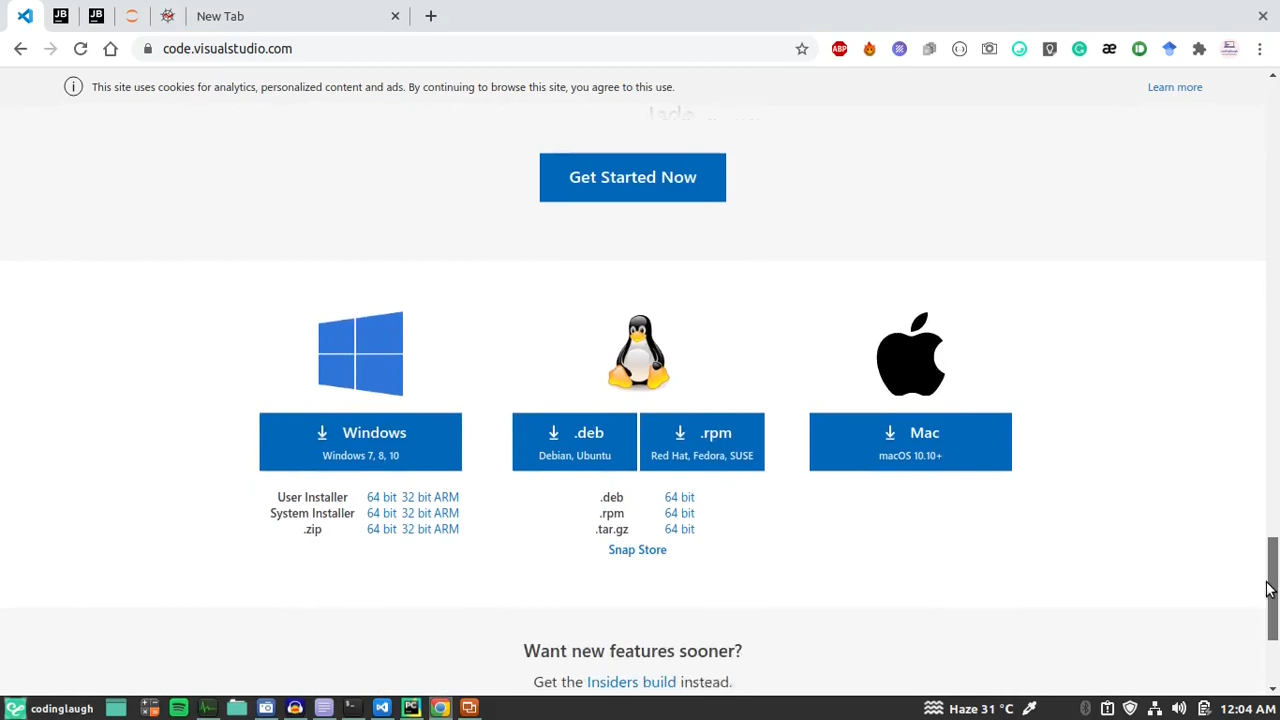 New Tab
code.visualstudio.com
ABP
This site uses cookies for analytics, personalized content and ads. By continuing to browse this site, you agree to this use.
Learn more
Get Started Now
Windows
Windows 7, 8, 10
.deb
Debian, Ubuntu
.rpm
Red Hat, Fedora, SUSE
Mac
macOS 10.10+
User Installer 64 bit 32 bit ARM
System Installer 64 bit 32 bit ARM
.zip 64 bit 32 bit ARM
.deb 64 bit
.rpm 64 bit
.tar.gz 64 bit
Snap Store
Want new features sooner?
Get the Insiders build instead.
codinglaugh
Haze 31 °C
12:04 AM